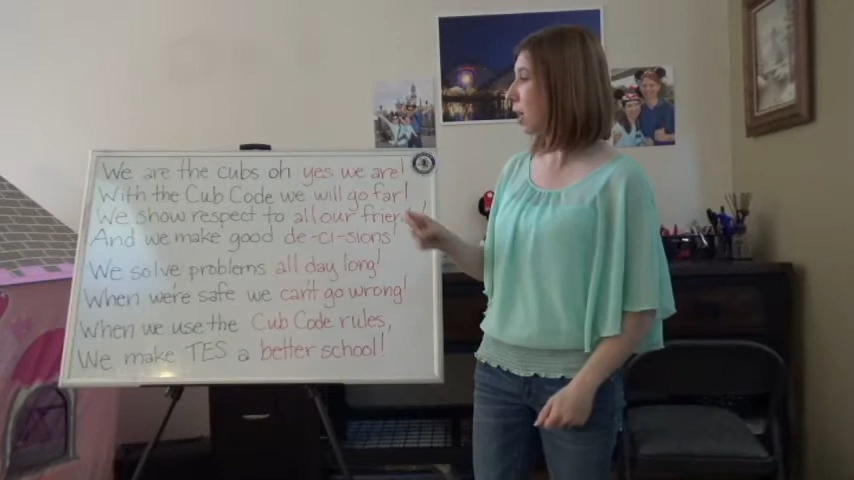 We are the cubs oh yes we are!
With the Cub Code we will go far!
We show respect to all our friends!
And we make good de-ci-sions!
We solve problems all day long!
When we're safe we can't go wrong!
When we use the Cub Code rules,
We make TES a better school!